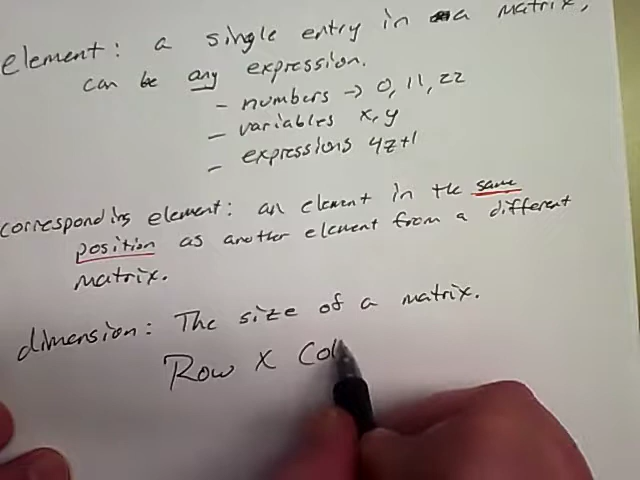 element: a single entry in a matrix,
can be any expression.
- numbers → 0, 11, 22
- variables x, y
- expressions 4z+1
corresponding element: an element in the same
position as another element from a different
matrix.
dimension: The size of a matrix.
Row x Col